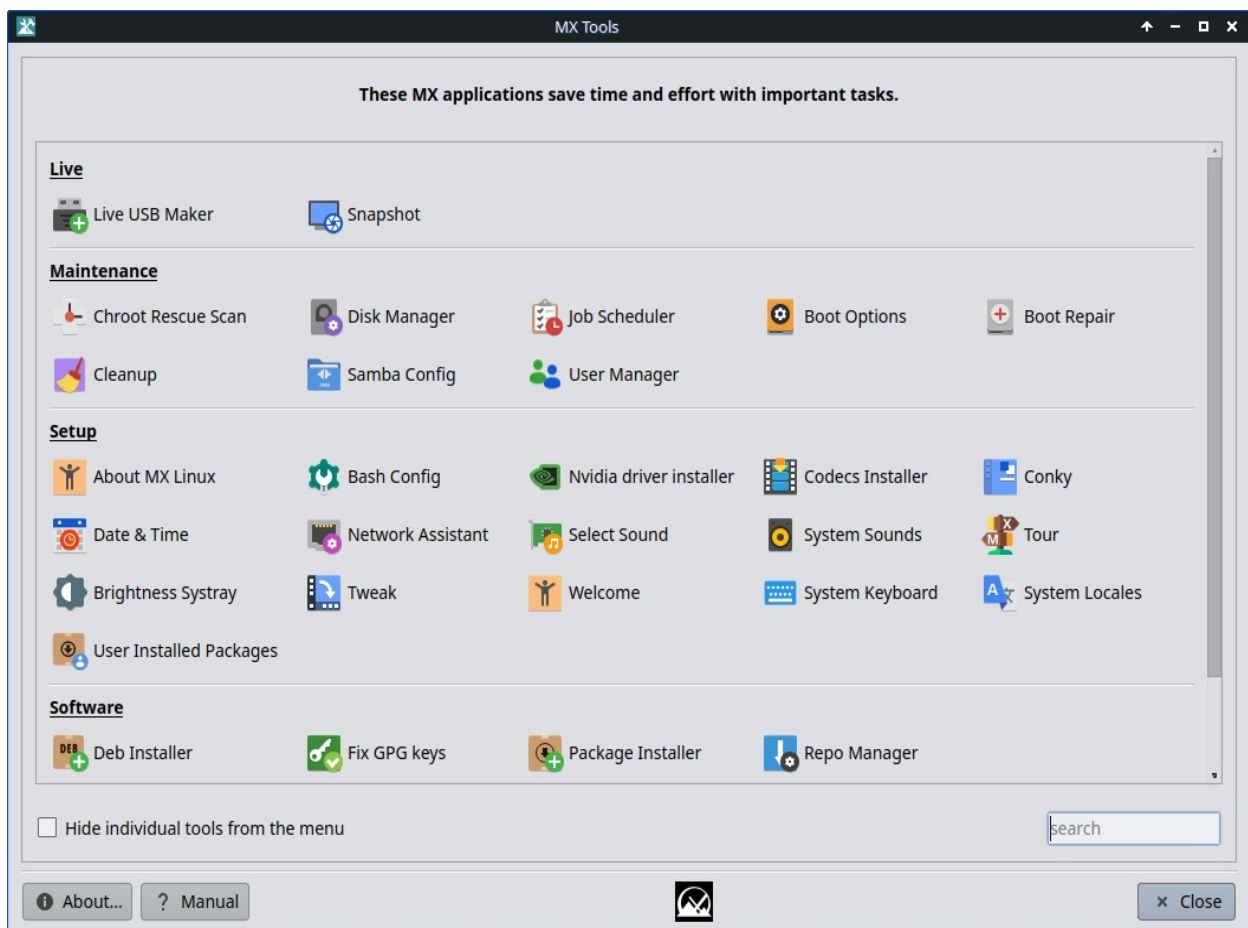 MX Tools
These MX applications save time and effort with important tasks.
Live
Live USB Maker Snapshot
Maintenance
Chroot Rescue Scan Disk Manager Job Scheduler Boot Options Boot Repair
Cleanup Samba Config User Manager
Setup
About MX Linux Bash Config Nvidia driver installer Codecs Installer Conky
Date & Time Network Assistant Select Sound System Sounds Tour
Brightness Systray Tweak Welcome System Keyboard System Locales
User Installed Packages
Software
Deb Installer Fix GPG keys Package Installer Repo Manager
Hide individual tools from the menu search
About... ? Manual Close